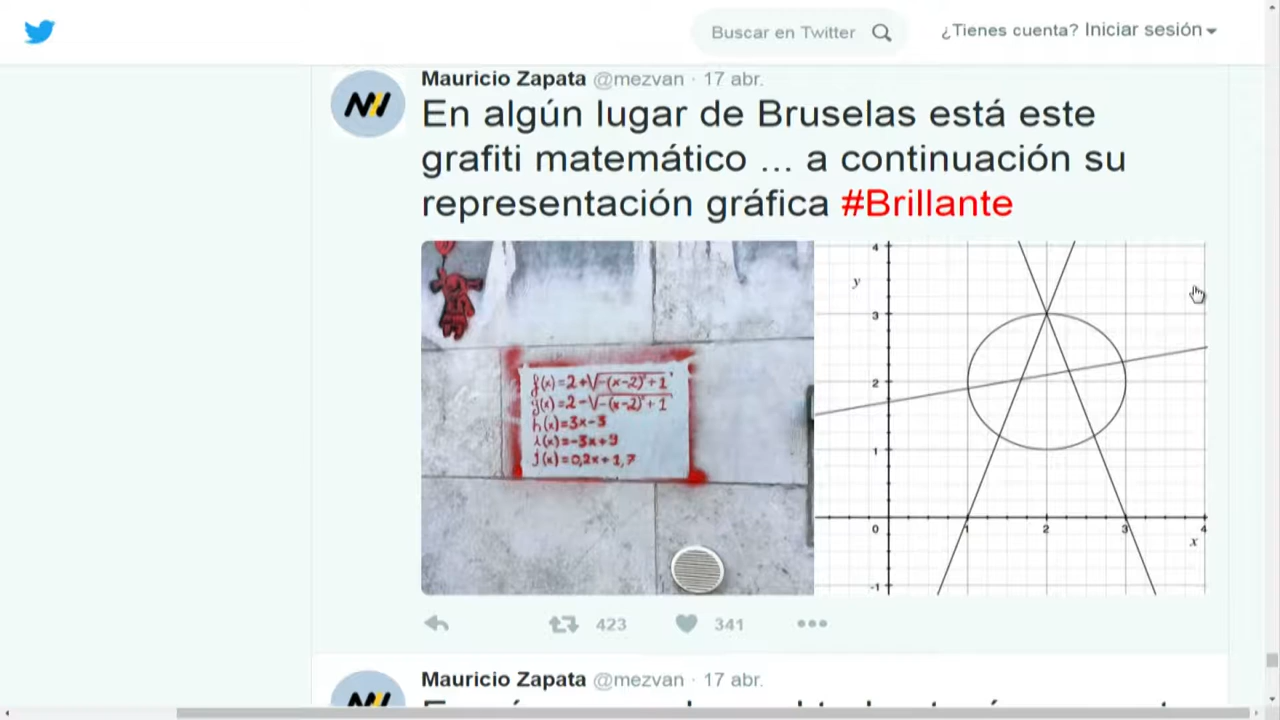 Buscar en Twitter
¿Tienes cuenta? Iniciar sesión
Mauricio Zapata @mezvan · 17 abr.
En algún lugar de Bruselas está este
grafiti matemático ... a continuación su
representación gráfica #Brillante
f(x)=2+√-(x-2)²+1
g(x)=2-√-(x-2)²+1
h(x)=3x-3
i(x)=-3x+9
j(x)=0,2x+1,7
4
y
3
2
1
0
1
2
3
4
x
-1
423
341
Mauricio Zapata @mezvan · 17 abr.